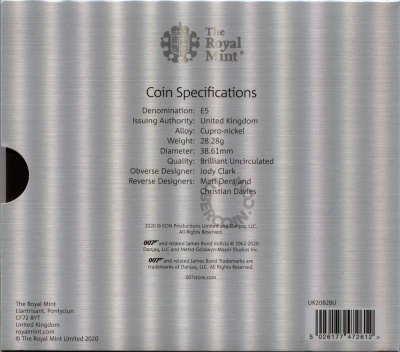 The
Royal
Mint®
Coin Specifications
Denomination: £5
Issuing Authority: United Kingdom
Alloy: Cupro-nickel
Weight: 28.28g
Diameter: 38.61mm
Quality: Brilliant Uncirculated
Obverse Designer: Jody Clark
Reverse Designers: Matt Dent and
Christian Davies
2020 © EON Productions Limited and Danjaq, LLC.
All Rights Reserved.
007 and related James Bond Indicia © 1962-2020
Danjaq, LLC and Metro-Goldwyn-Mayer Studios Inc.
007 and related James Bond Trademarks are
trademarks of Danjaq, LLC. All Rights Reserved.
007store.com
The Royal Mint
Llantrisant, Pontyclun
CF72 8YT
United Kingdom
royalmint.com
© The Royal Mint Limited 2020
UK20B2BU
5 026177 472612 >